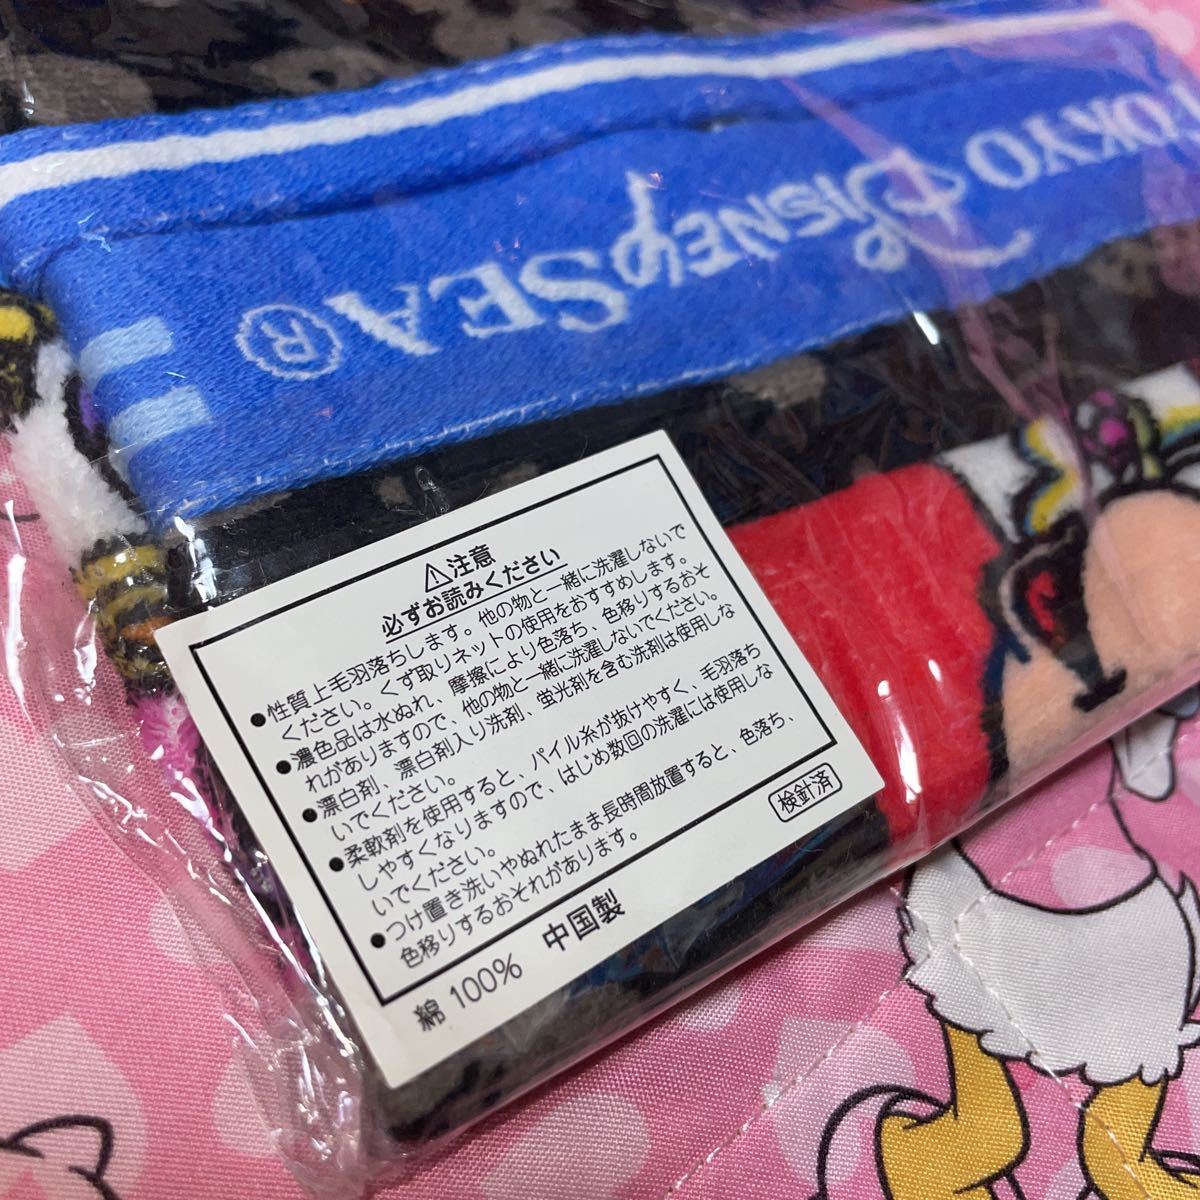 TOKYO DISNEYSEA®
⚠注意
必ずお読みください
●性質上毛羽落ちします。他の物と一緒に洗濯しないで
ください。くず取りネットの使用をおすすめします。
●濃色品は水ぬれ、摩擦により色落ち、色移りするおそ
れがありますので、他の物と一緒に洗濯しないでください。
●漂白剤、漂白剤入り洗剤、蛍光剤を含む洗剤は使用しな
いでください。
●柔軟剤を使用すると、パイル糸が抜けやすく、毛羽落ち
しやすくなりますので、はじめ数回の洗濯には使用しな
いでください。
●つけ置き洗いやぬれたまま長時間放置すると、色落ち、
色移りするおそれがあります。
検針済
綿 100% 中国製